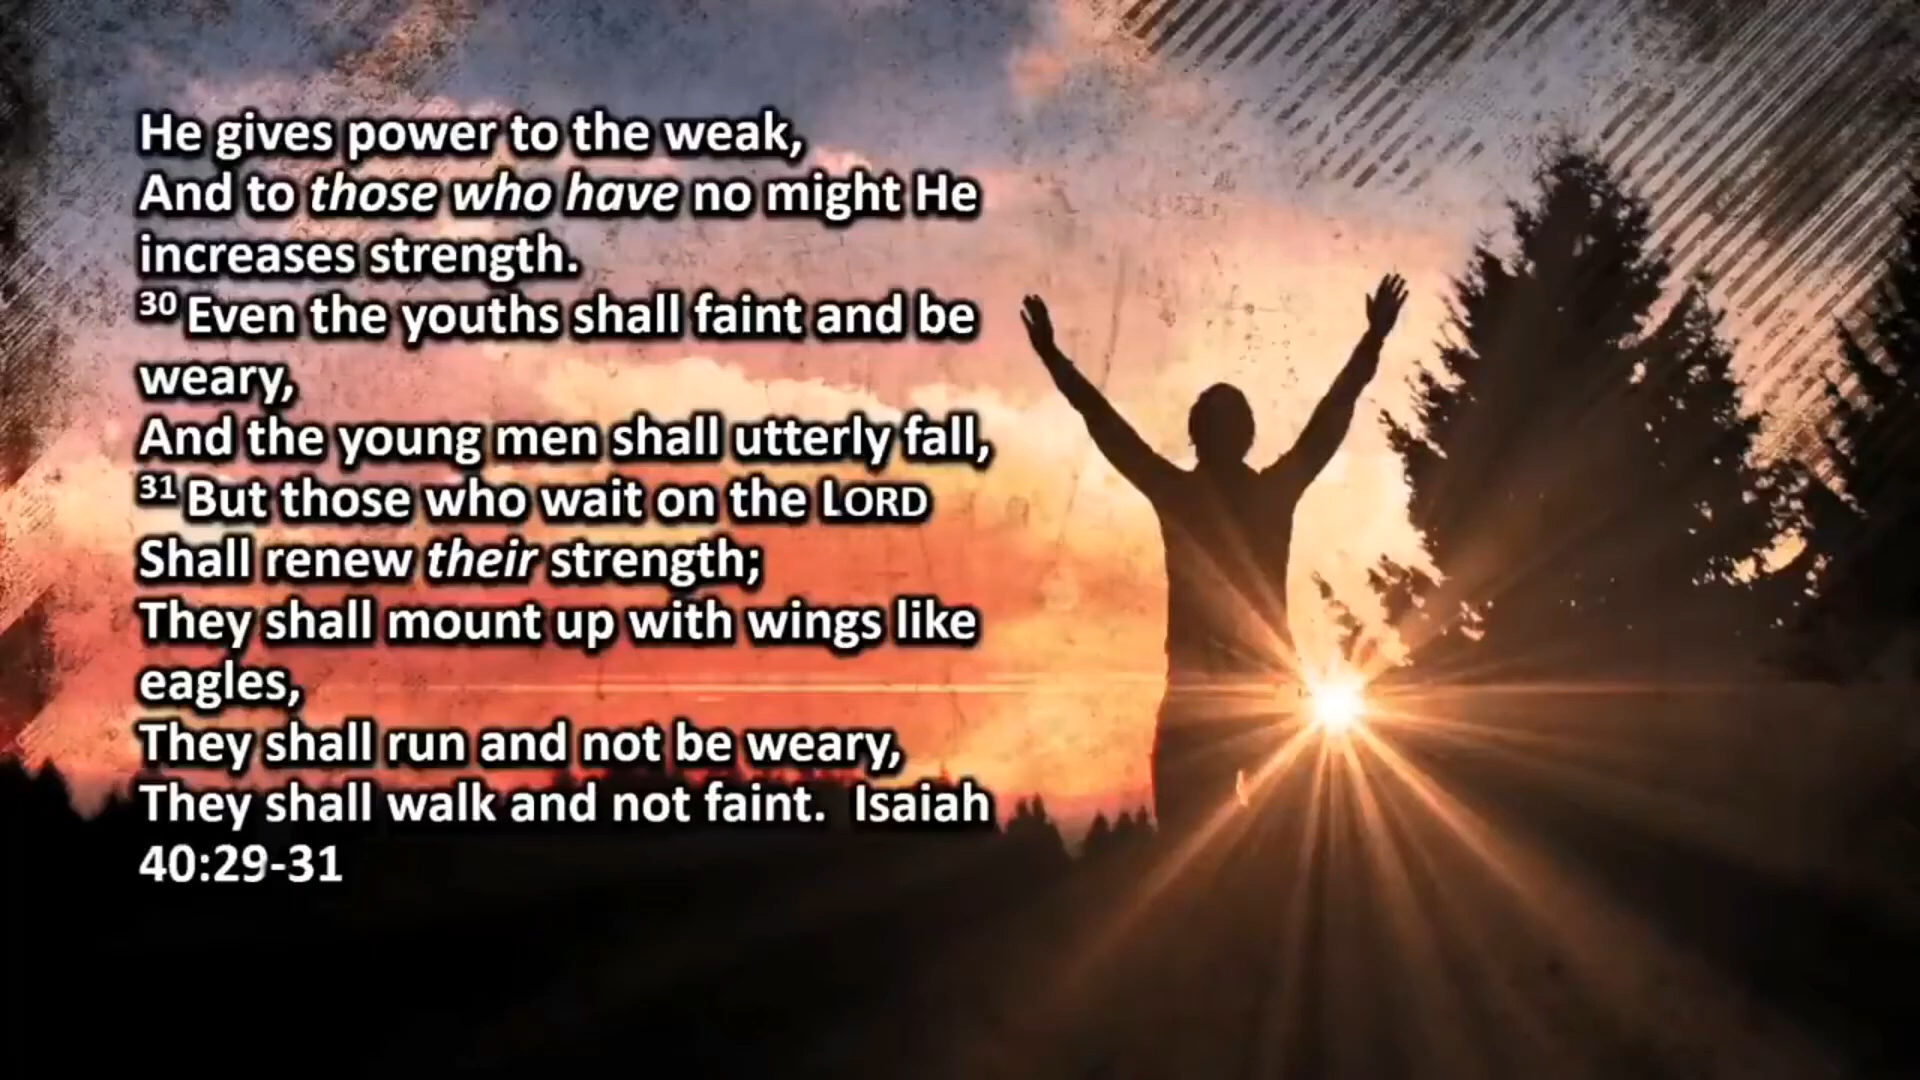 He gives power to the weak,
And to those who have no might He
increases strength.
30 Even the youths shall faint and be
weary,
And the young men shall utterly fall,
31 But those who wait on the LORD
Shall renew their strength;
They shall mount up with wings like
eagles,
They shall run and not be weary,
They shall walk and not faint.  Isaiah
40:29-31